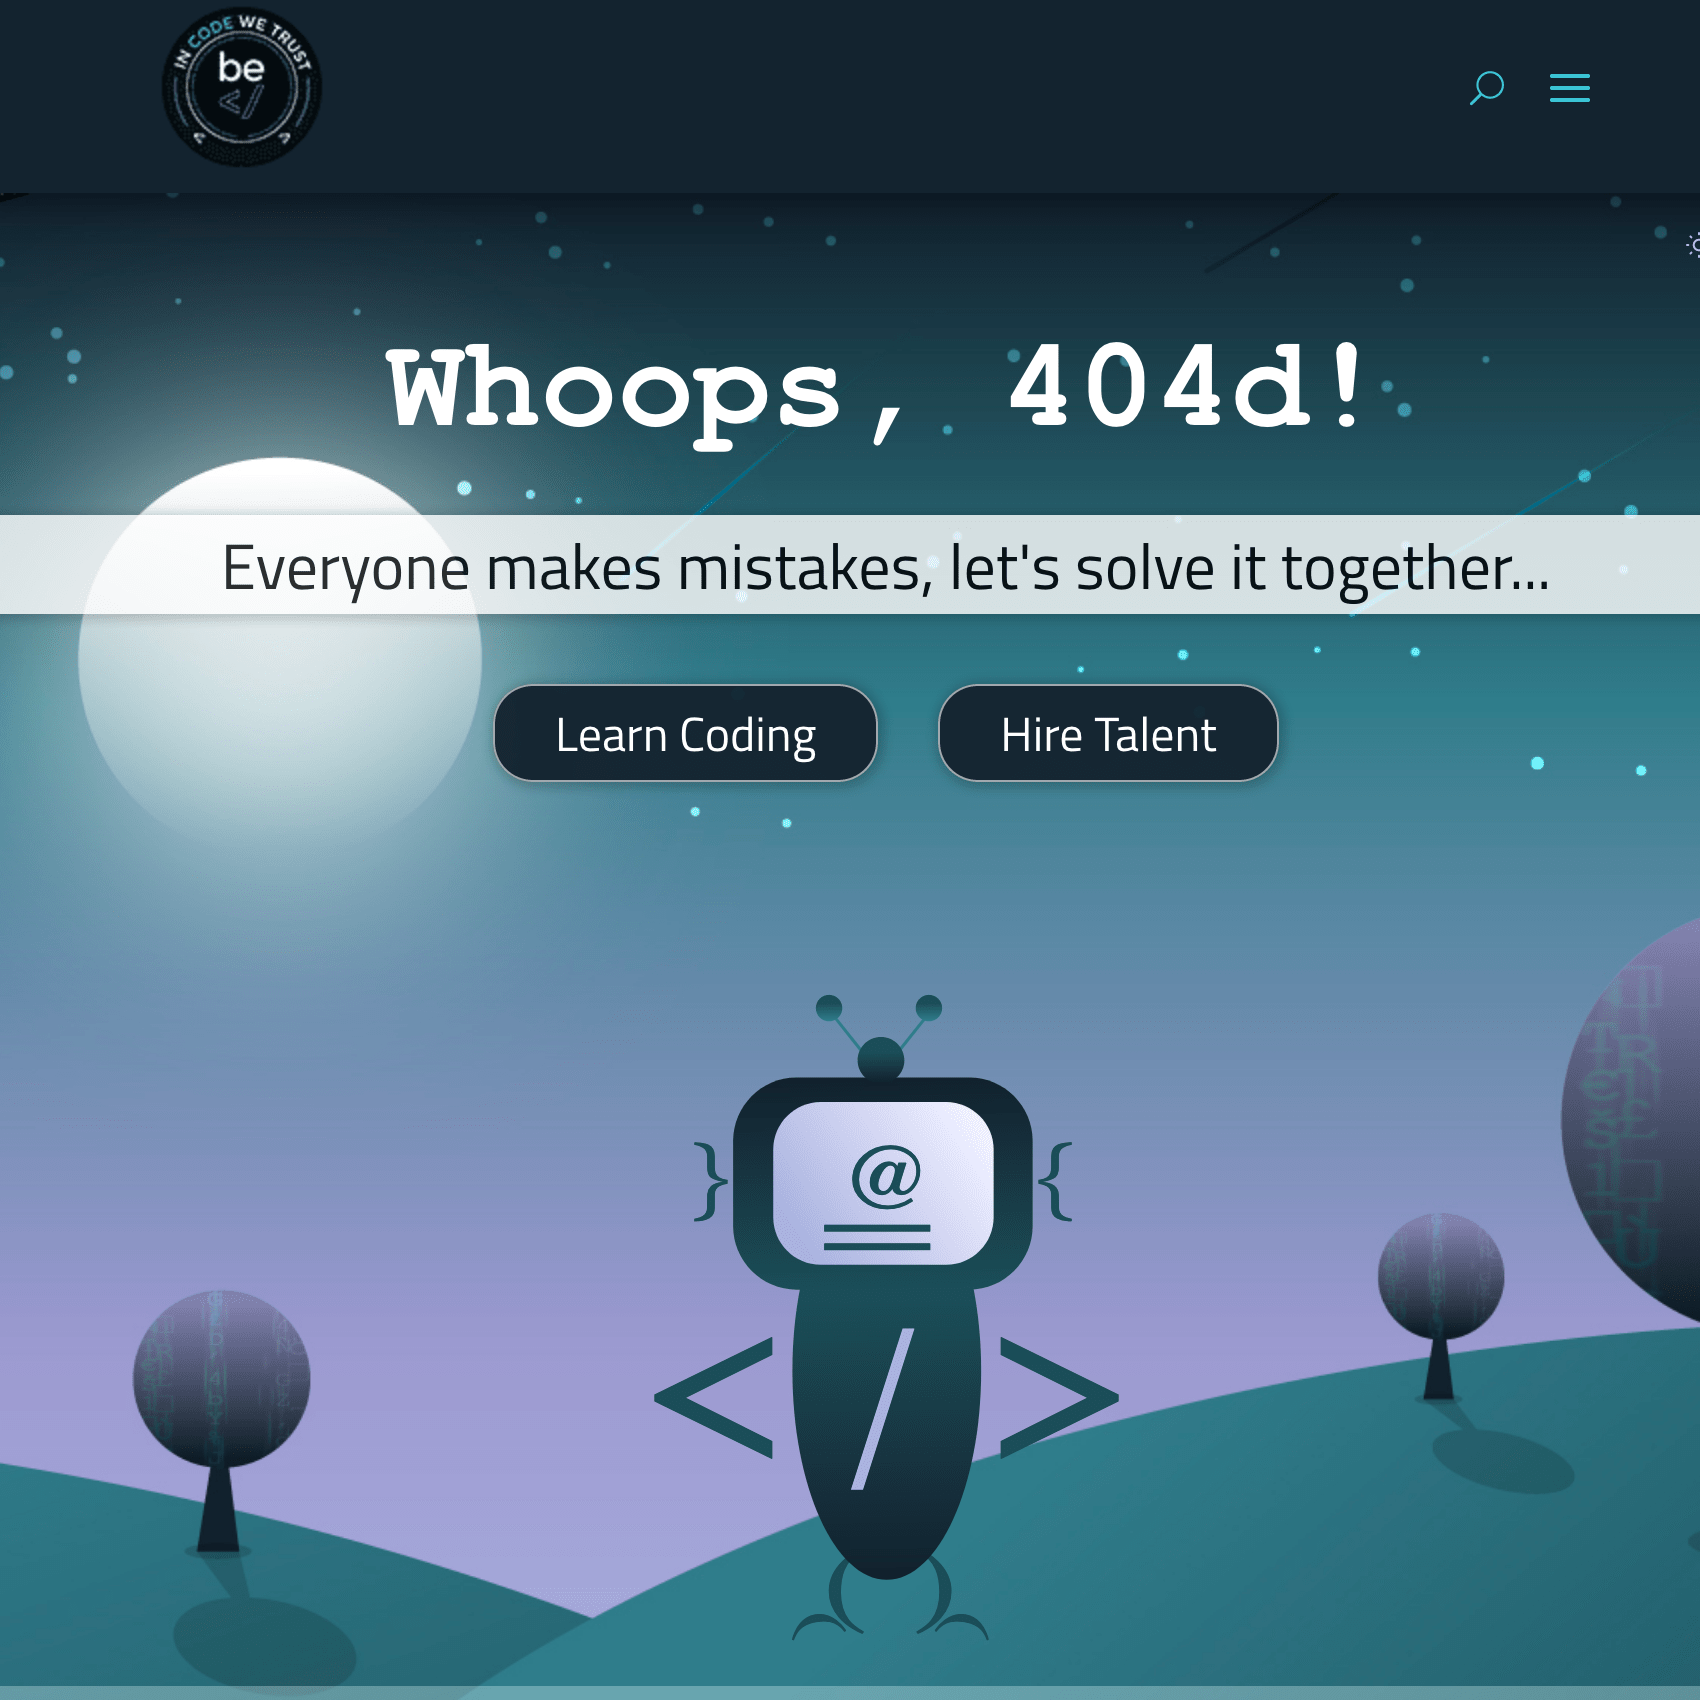 IN CODE WE TRUST
be
</
Whoops, 404d!
Everyone makes mistakes, let's solve it together...
Learn Coding
Hire Talent
@
} {
< / >